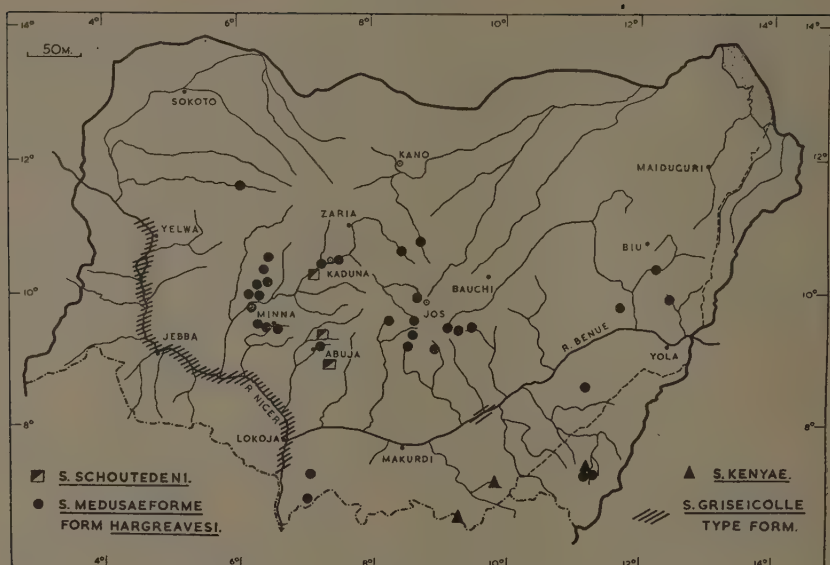 4° 6° 8° 10° 12° 14° 14°
50M.
SOKOTO
12° KANO 12°
MAIDUGURI
ZARIA
YELWA BIU
KADUNA
10° BAUCHI 10°
MINNA JOS
R. BENUE
JEBBA YOLA
ABUJA
R. NIGER
8° 8°
LOKOJA
MAKURDI
S. SCHOUTEDENI. S. KENYAE.
S. MEDUSAEFORME S. GRISEICOLLE
FORM HARGREAVESI. TYPE FORM.
4° 6° 8° 10° 12° 14°